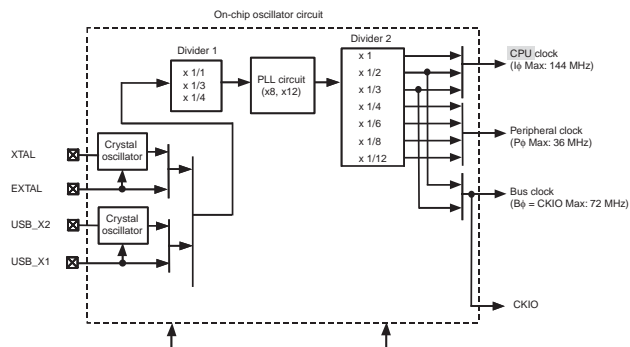 On-chip oscillator circuit
Divider 1
x 1/1
x 1/3
x 1/4
PLL circuit
(x8, x12)
Divider 2
x 1
x 1/2
x 1/3
x 1/4
x 1/6
x 1/8
x 1/12
CPU clock
(Iϕ Max: 144 MHz)
Peripheral clock
(Pϕ Max: 36 MHz)
Bus clock
(Bϕ = CKIO Max: 72 MHz)
CKIO
XTAL
Crystal
oscillator
EXTAL
USB_X2
Crystal
oscillator
USB_X1